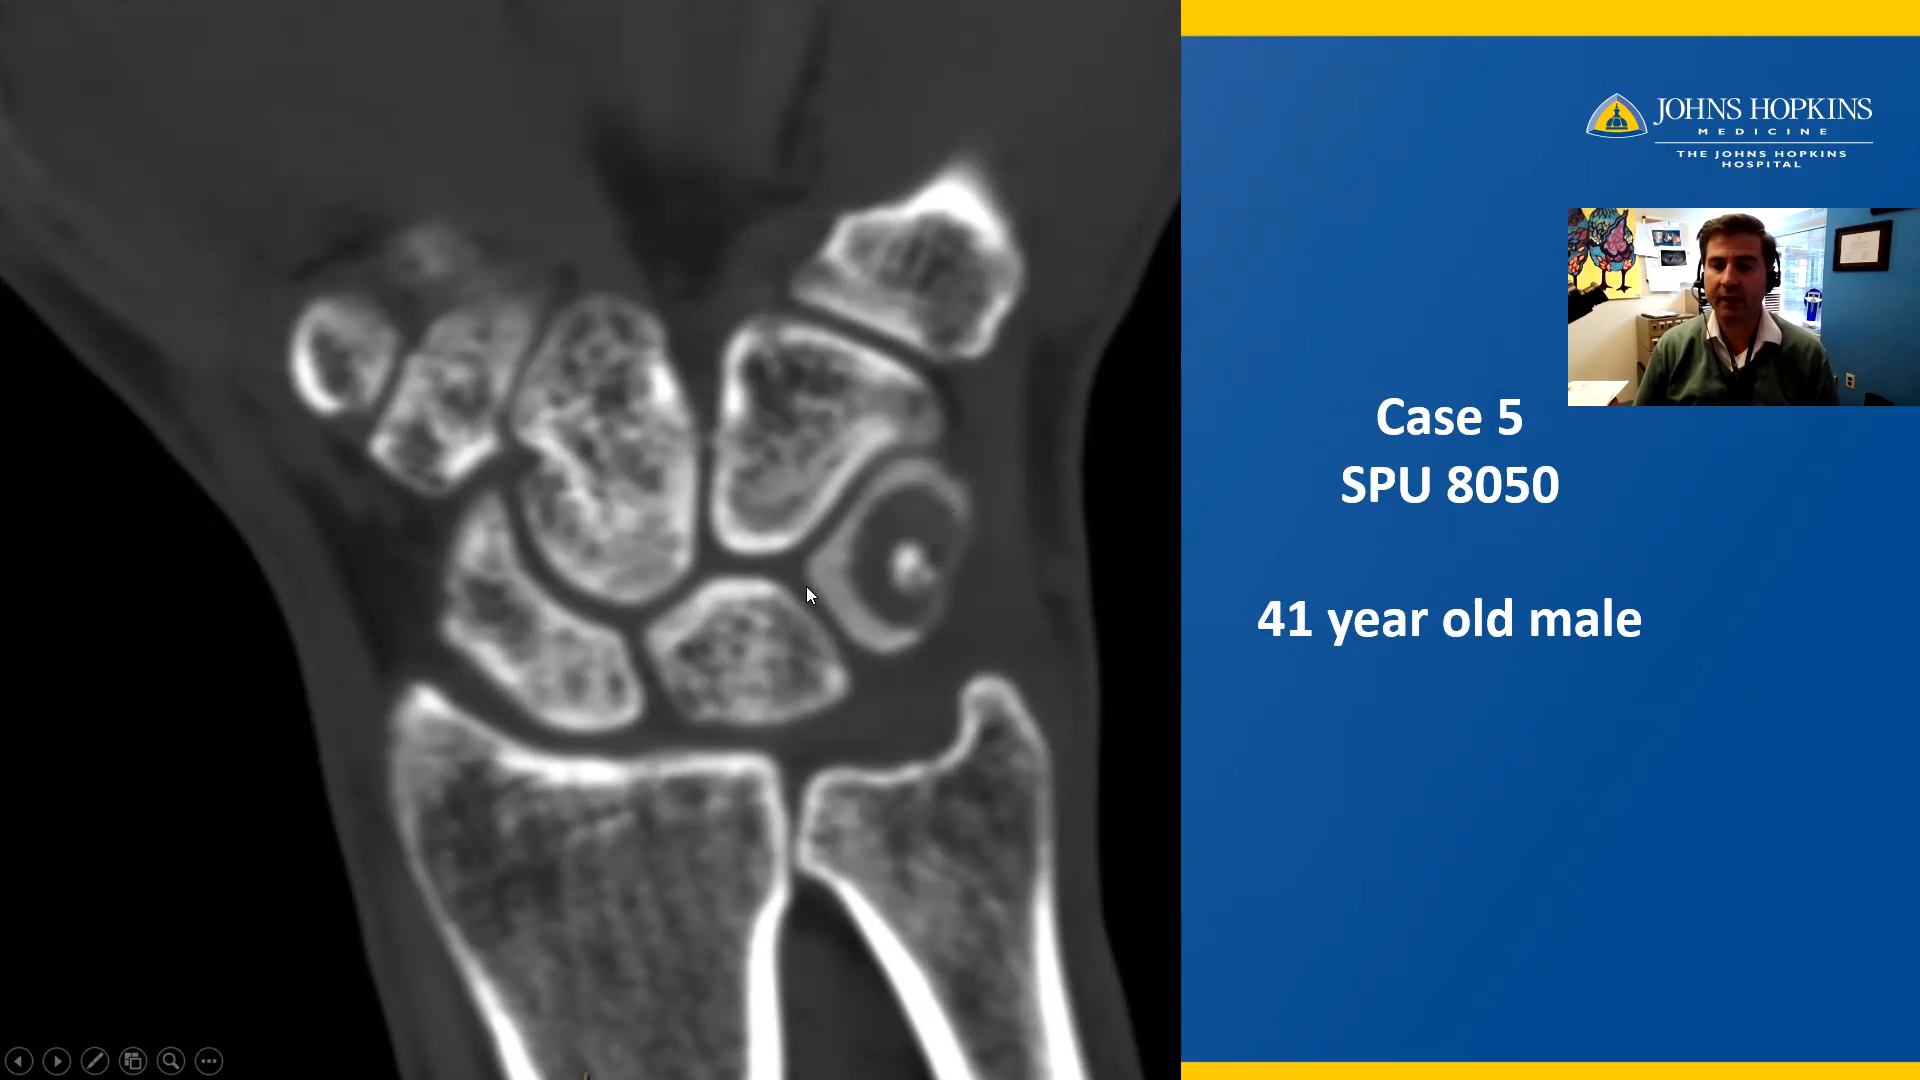 JOHNS HOPKINS
MEDICINE
THE JOHNS HOPKINS
HOSPITAL
Case 5
SPU 8050
41 year old male